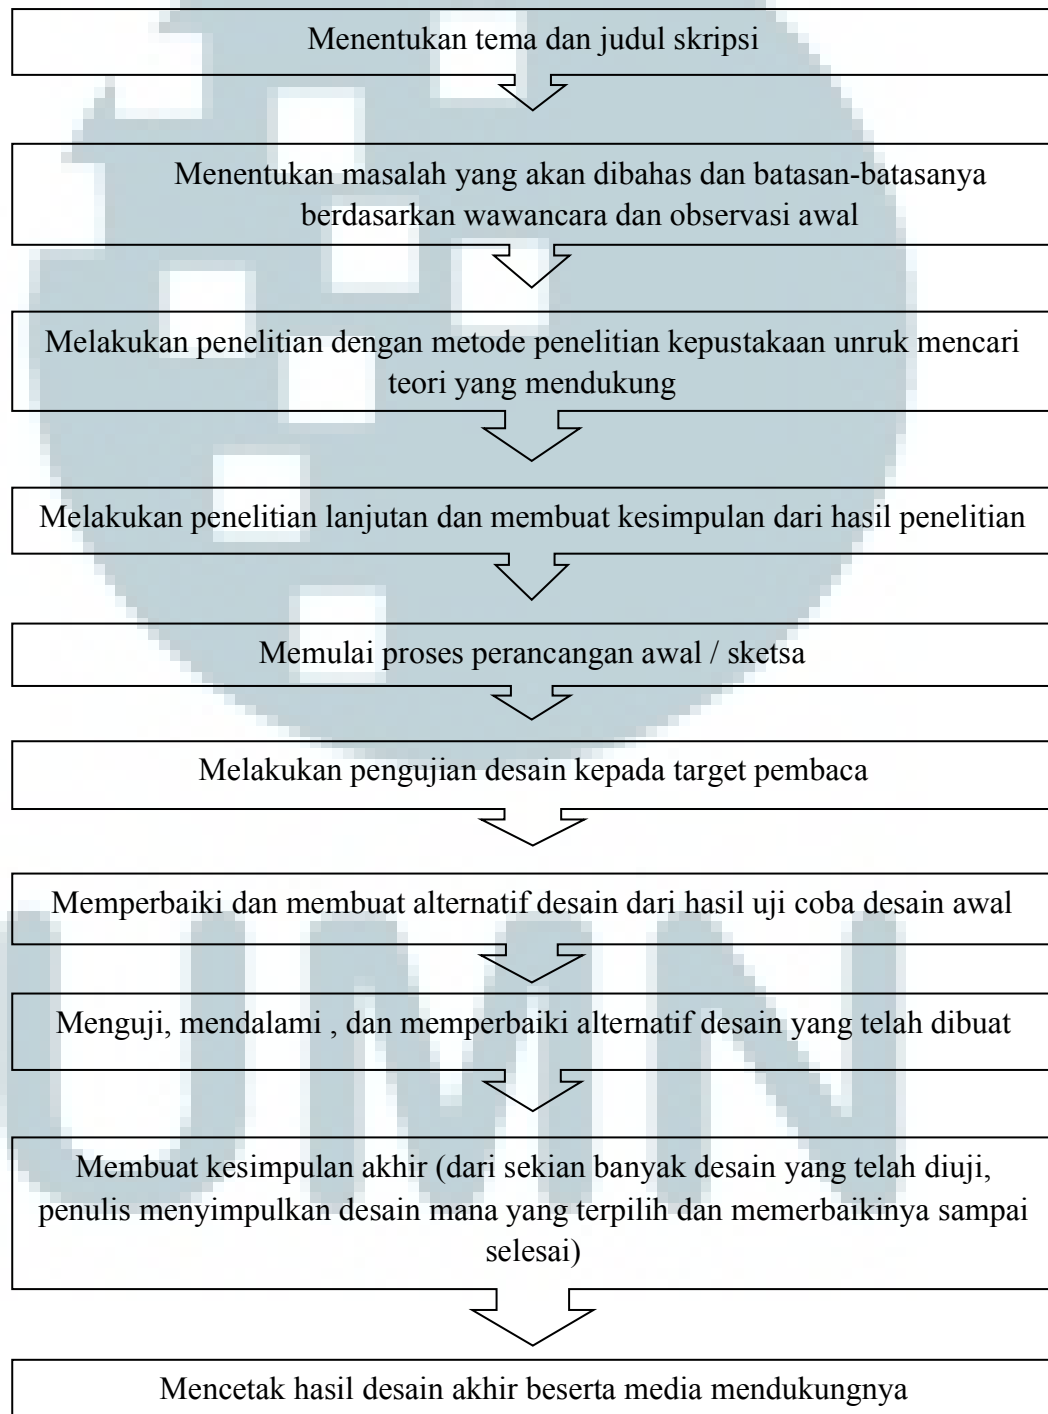 Menentukan tema dan judul skripsi
Menentukan masalah yang akan dibahas dan batasan-batasanya
berdasarkan wawancara dan observasi awal
Melakukan penelitian dengan metode penelitian kepustakaan unruk mencari
teori yang mendukung
Melakukan penelitian lanjutan dan membuat kesimpulan dari hasil penelitian
Memulai proses perancangan awal / sketsa
Melakukan pengujian desain kepada target pembaca
Memperbaiki dan membuat alternatif desain dari hasil uji coba desain awal
Menguji, mendalami , dan memperbaiki alternatif desain yang telah dibuat
UMN
Membuat kesimpulan akhir (dari sekian banyak desain yang telah diuji,
penulis menyimpulkan desain mana yang terpilih dan memerbaikinya sampai
selesai)
Mencetak hasil desain akhir beserta media mendukungnya